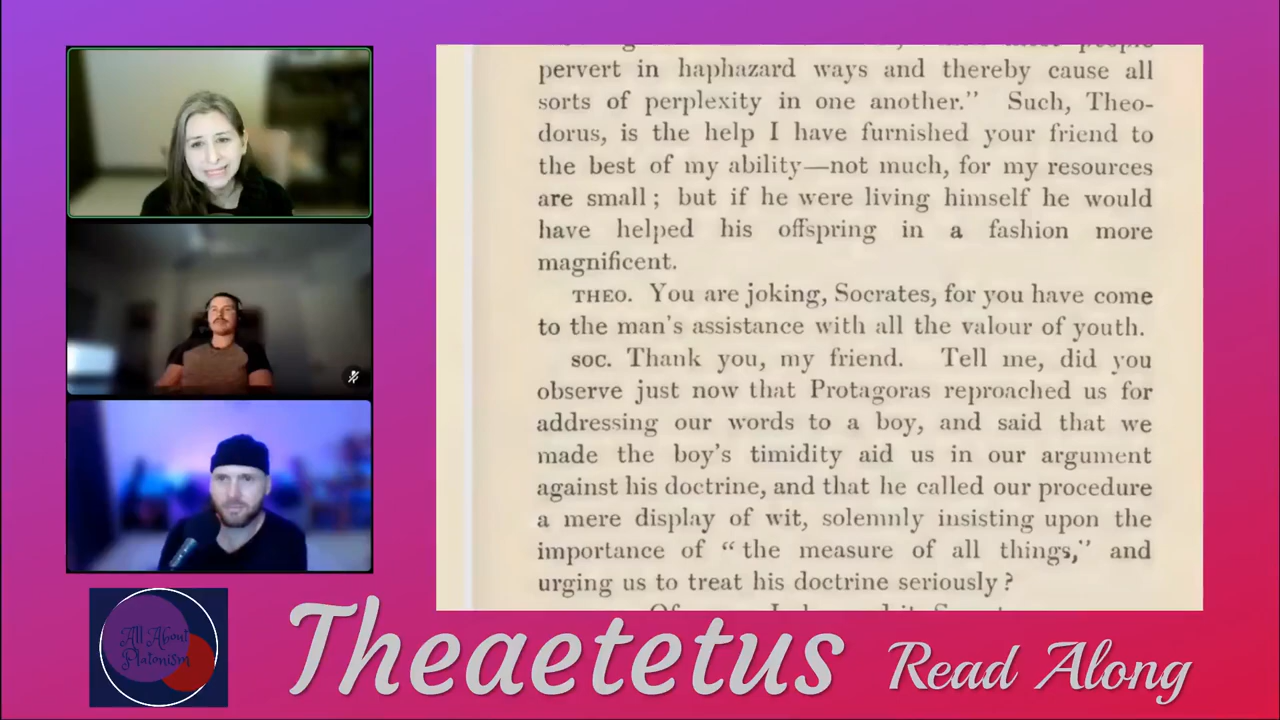 pervert in haphazard ways and thereby cause all
sorts of perplexity in one another.” Such, Theo-
dorus, is the help I have furnished your friend to
the best of my ability—not much, for my resources
are small; but if he were living himself he would
have helped his offspring in a fashion more
magnificent.
THEO. You are joking, Socrates, for you have come
to the man's assistance with all the valour of youth.
SOC. Thank you, my friend. Tell me, did you
observe just now that Protagoras reproached us for
addressing our words to a boy, and said that we
made the boy's timidity aid us in our argument
against his doctrine, and that he called our procedure
a mere display of wit, solemnly insisting upon the
importance of “the measure of all things,” and
urging us to treat his doctrine seriously?
All About
Platonism
Theaetetus Read Along